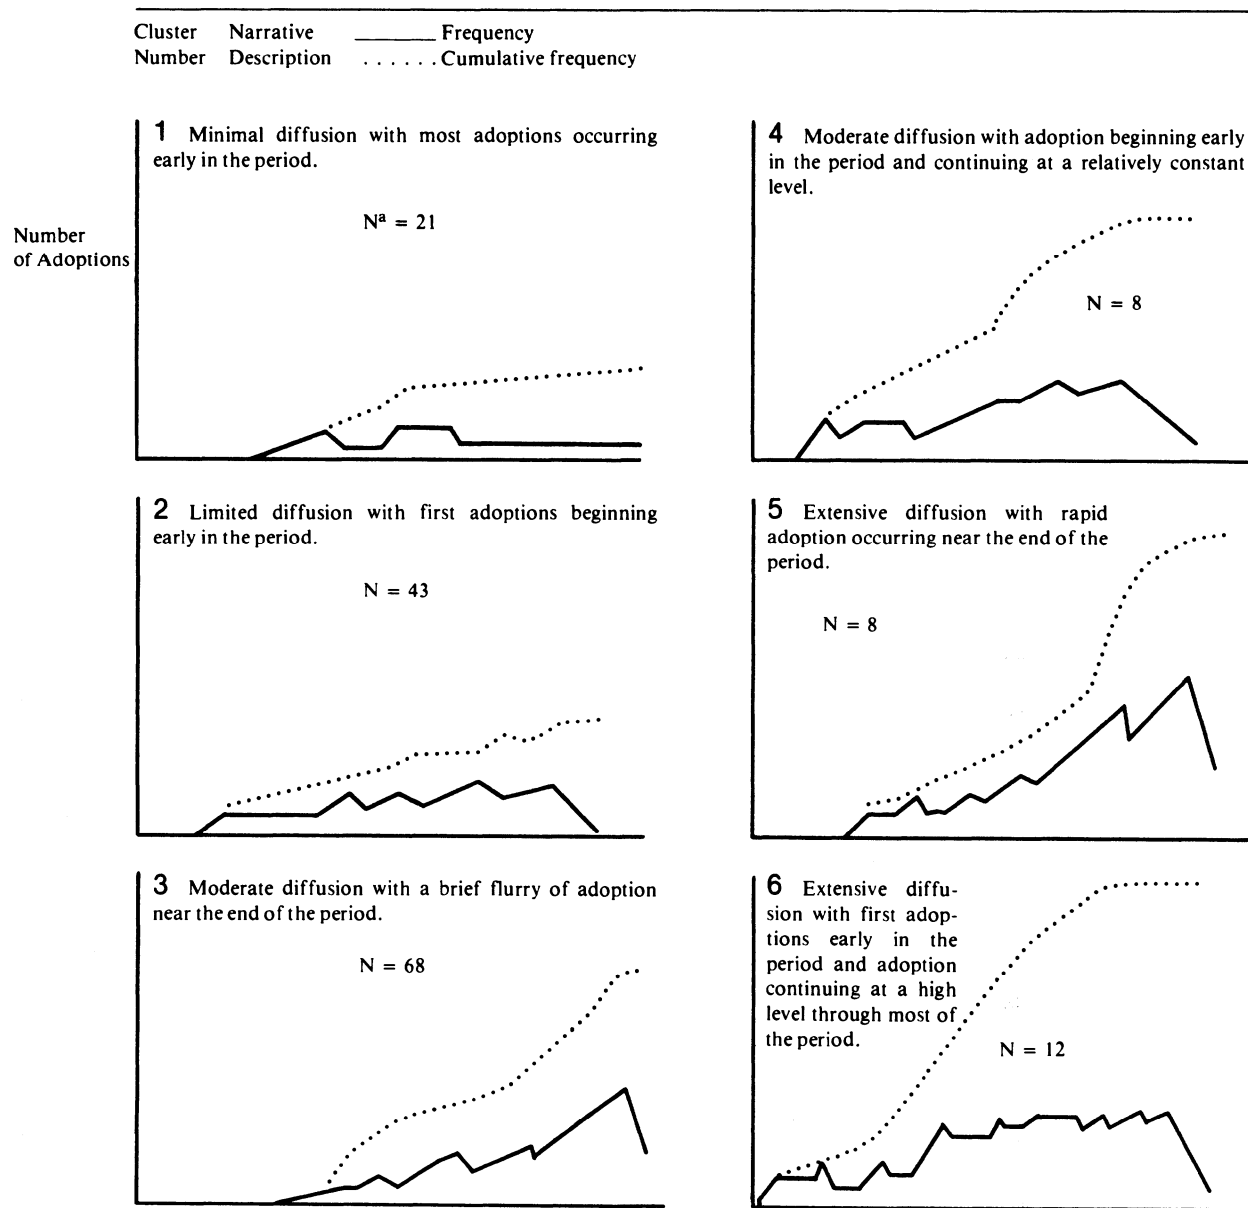 Cluster Narrative ________ Frequency
Number Description . . . . . . Cumulative frequency
Number
of Adoptions
1 Minimal diffusion with most adoptions occurring
early in the period.
Nª = 21
2 Limited diffusion with first adoptions beginning
early in the period.
N = 43
3 Moderate diffusion with a brief flurry of adoption
near the end of the period.
N = 68
4 Moderate diffusion with adoption beginning early
in the period and continuing at a relatively constant
level.
N = 8
5 Extensive diffusion with rapid
adoption occurring near the end of the
period.
N = 8
6 Extensive diffu-
sion with first adop-
tions early in the
period and adoption
continuing at a high
level through most of
the period.
N = 12